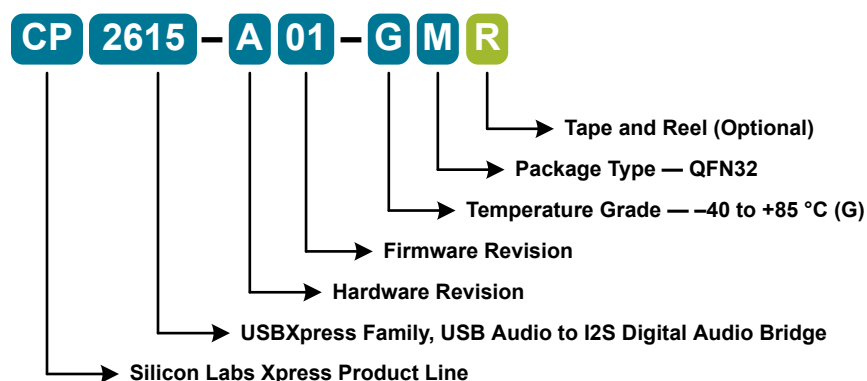 CP 2615 – A 01 – G M R
Tape and Reel (Optional)
Package Type — QFN32
Temperature Grade — –40 to +85 °C (G)
Firmware Revision
Hardware Revision
USBXpress Family, USB Audio to I2S Digital Audio Bridge
Silicon Labs Xpress Product Line